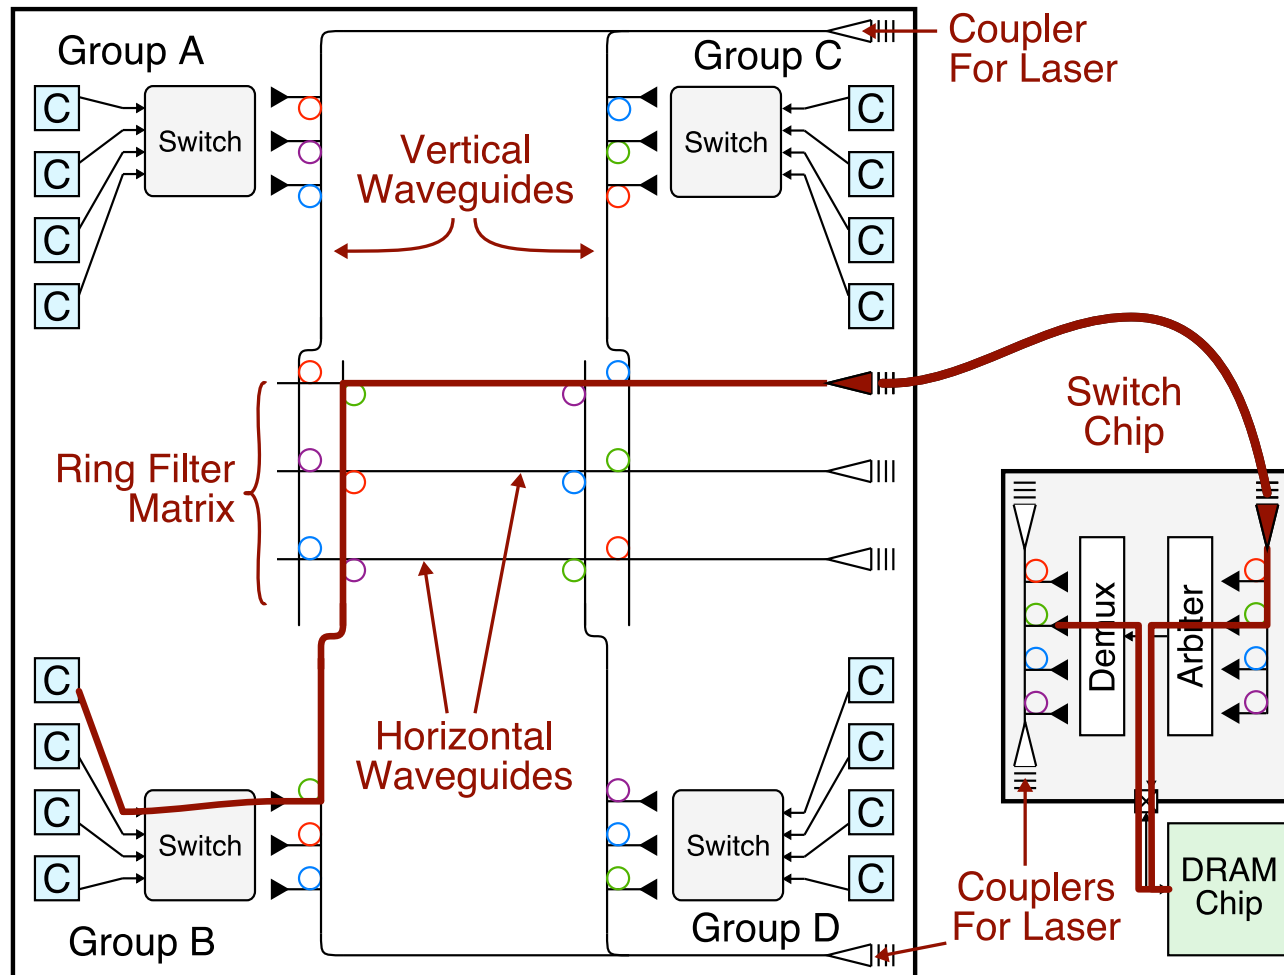 Group A
Group C
Coupler
For Laser
C
C
C
C
Switch
Switch
C
C
C
C
Vertical
Waveguides
Ring Filter
Matrix
Switch
Chip
Demux
Arbiter
Horizontal
Waveguides
C
C
C
C
Switch
Switch
C
C
C
C
Group B
Group D
Couplers
For Laser
DRAM
Chip